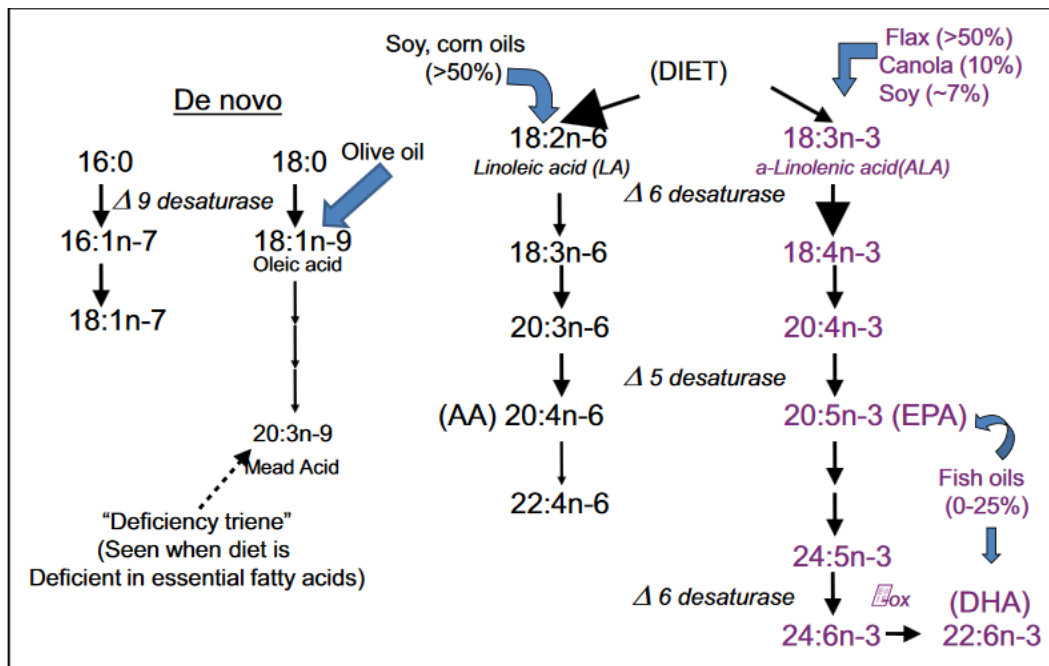 De novo
16:0
18:0
Olive oil
Δ 9 desaturase
16:1n-7
18:1n-9
Oleic acid
18:1n-7
20:3n-9
Mead Acid
“Deficiency triene”
(Seen when diet is
Deficient in essential fatty acids)
Soy, corn oils
(>50%)
(DIET)
Flax (>50%)
Canola (10%)
Soy (~7%)
18:2n-6
Linoleic acid (LA)
18:3n-3
a-Linolenic acid(ALA)
Δ 6 desaturase
18:3n-6
18:4n-3
20:3n-6
20:4n-3
Δ 5 desaturase
(AA) 20:4n-6
20:5n-3 (EPA)
22:4n-6
Fish oils
(0-25%)
24:5n-3
Δ 6 desaturase
-ox
(DHA)
24:6n-3
22:6n-3